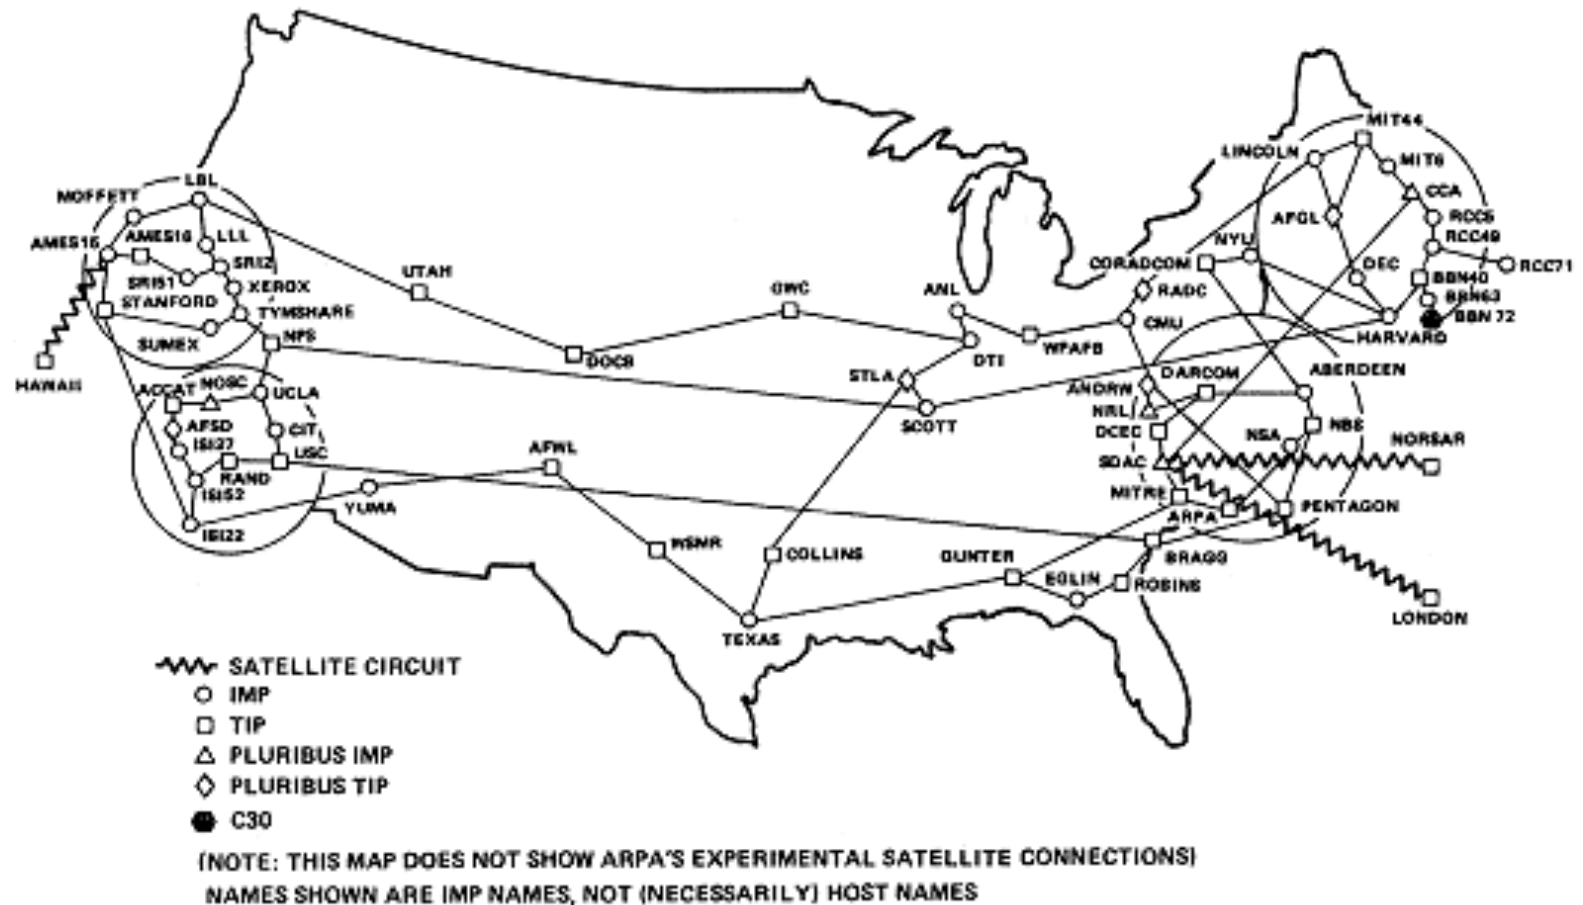 MIT44
LINCOLN
MIT6
CCA
AFGL
RCC5
RCC49
RCC71
DEC
BBN40
BBN63
BBN 72
HARVARD
NYU
CORADCOM
RADC
CMU
LBL
MOFFETT
AMES15
AMES16
LLL
SRI2
SRI51
XEROX
STANFORD
TYMSHARE
SUMEX
NPS
HAWAII
UTAH
GWC
ANL
DTI
WPAFB
DOCB
STLA
SCOTT
ACCAT
NOSC
UCLA
AFSD
CIT
ISI27
RAND
USC
ISI52
ISI22
YUMA
AFWL
WSMR
COLLINS
TEXAS
GUNTER
EGLIN
ROBINS
BRAGG
DARCOM
ABERDEEN
ANDRW
NRL
DCEC
NBS
NSA
SDAC
NORSAR
MITRE
ARPA
PENTAGON
LONDON
SATELLITE CIRCUIT
IMP
TIP
PLURIBUS IMP
PLURIBUS TIP
C30
(NOTE: THIS MAP DOES NOT SHOW ARPA'S EXPERIMENTAL SATELLITE CONNECTIONS)
NAMES SHOWN ARE IMP NAMES, NOT (NECESSARILY) HOST NAMES